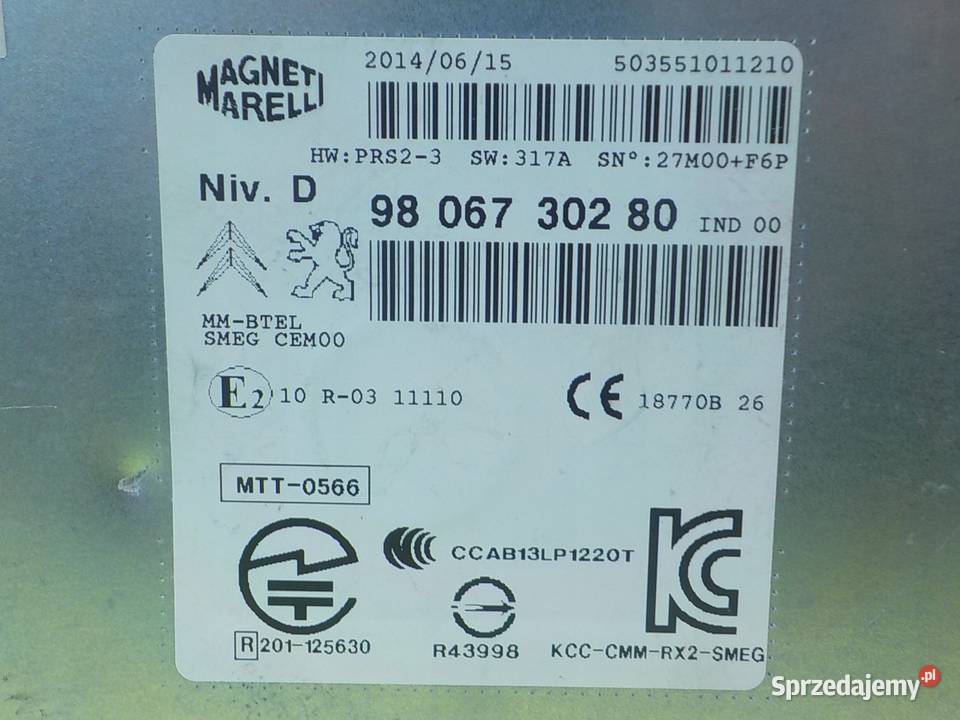 MAGNETI
MARELLI
2014/06/15 503551011210
HW:PRS2-3 SW:317A SN°:27M00+F6P
Niv. D
98 067 302 80 IND 00
MM-BTEL
SMEG CEM00
E2 10 R-03 11110
CE 18770B 26
MTT-0566
CCAB13LP1220T
R 201-125630
R43998
KCC-CMM-RX2-SMEG
Sprzedajemy.pl